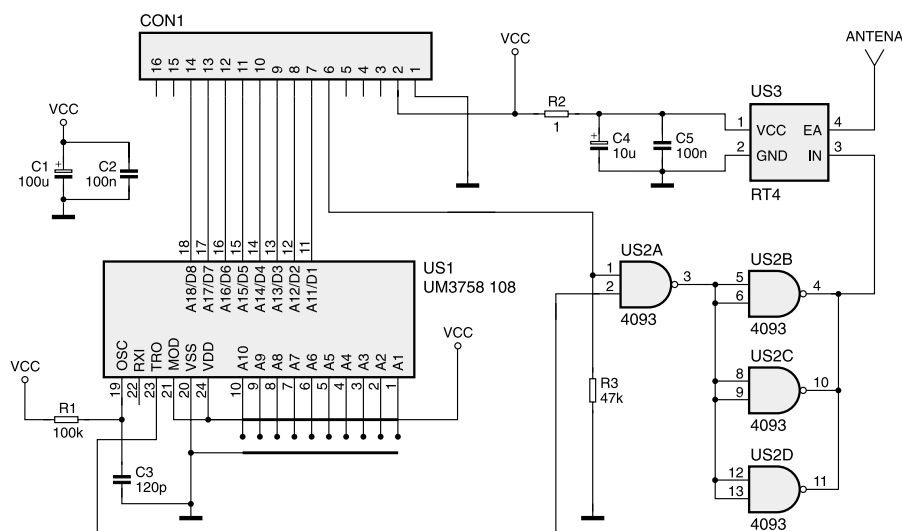 CON1
16 15 14 13 12 11 10 9 8 7 6 5 4 3 2 1
VCC
ANTENA
VCC
C1
100u
+
C2
100n
R2
1
+
C4
10u
C5
100n
US3
1 VCC EA 4
2 GND IN 3
RT4
18 17 16 15 14 13 12 11
A18/D8 A17/D7 A16/D6 A15/D5 A14/D4 A13/D3 A12/D2 A11/D1
US1
UM3758 108
OSC RXI TRO MOD VSS VDD A10 A9 A8 A7 A6 A5 A4 A3 A2 A1
19 22 23 21 20 24 10 9 8 7 6 5 4 3 2 1
VCC
VCC
R1
100k
C3
120p
US2A
1
2
3
4093
R3
47k
US2B
5
6
4
4093
US2C
8
9
10
4093
US2D
12
13
11
4093